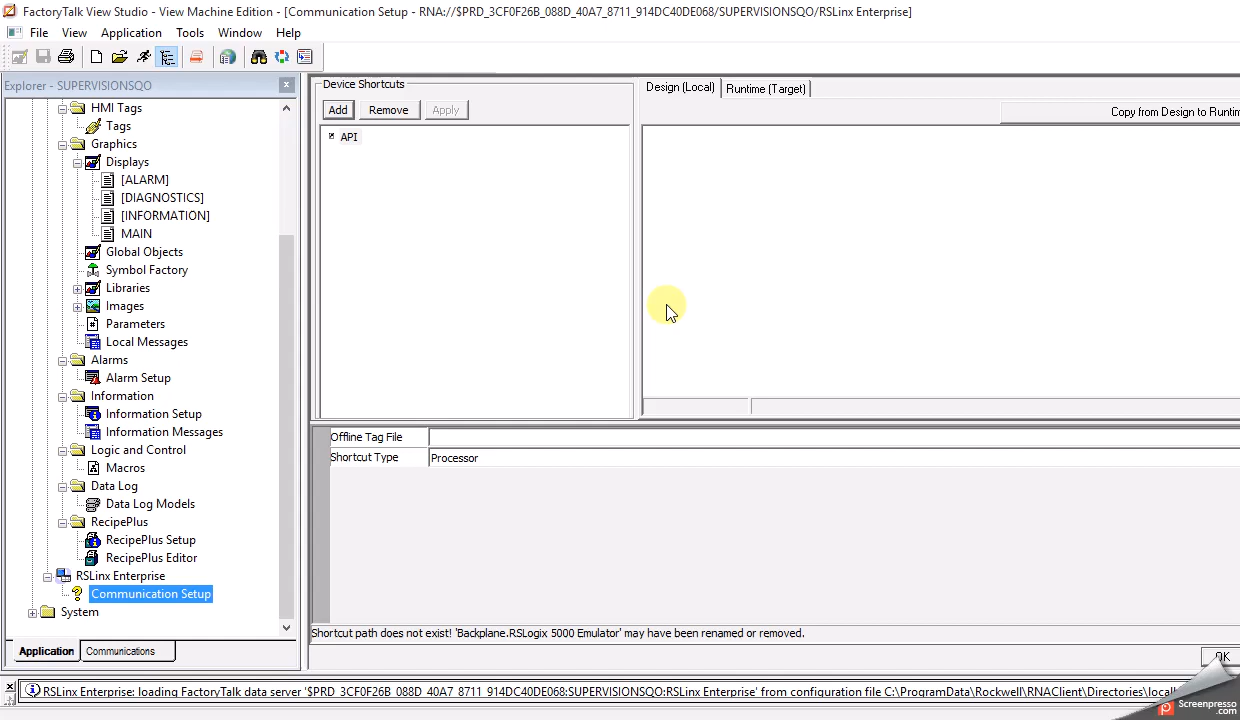 FactoryTalk View Studio - View Machine Edition - [Communication Setup - RNA://$PRD_3CF0F26B_088D_40A7_8711_914DC40DE068/SUPERVISIONSQO/RSLinx Enterprise]
File View Application Tools Window Help
Explorer - SUPERVISIONSQO
HMI Tags
Tags
Graphics
Displays
[ALARM]
[DIAGNOSTICS]
[INFORMATION]
MAIN
Global Objects
Symbol Factory
Libraries
Images
Parameters
Local Messages
Alarms
Alarm Setup
Information
Information Setup
Information Messages
Logic and Control
Macros
Data Log
Data Log Models
RecipePlus
RecipePlus Setup
RecipePlus Editor
RSLinx Enterprise
Communication Setup
System
Application Communications
Device Shortcuts
Add Remove Apply
API
Design (Local) Runtime (Target)
Copy from Design to Runtim
Offline Tag File
Shortcut Type Processor
Shortcut path does not exist! 'Backplane.RSLogix 5000 Emulator' may have been renamed or removed.
OK
RSLinx Enterprise: loading FactoryTalk data server '$PRD_3CF0F26B_088D_40A7_8711_914DC40DE068:SUPERVISIONSQO:RSLinx Enterprise' from configuration file C:\ProgramData\Rockwell\RNAClient\Directories\local
Screenpresso
.com